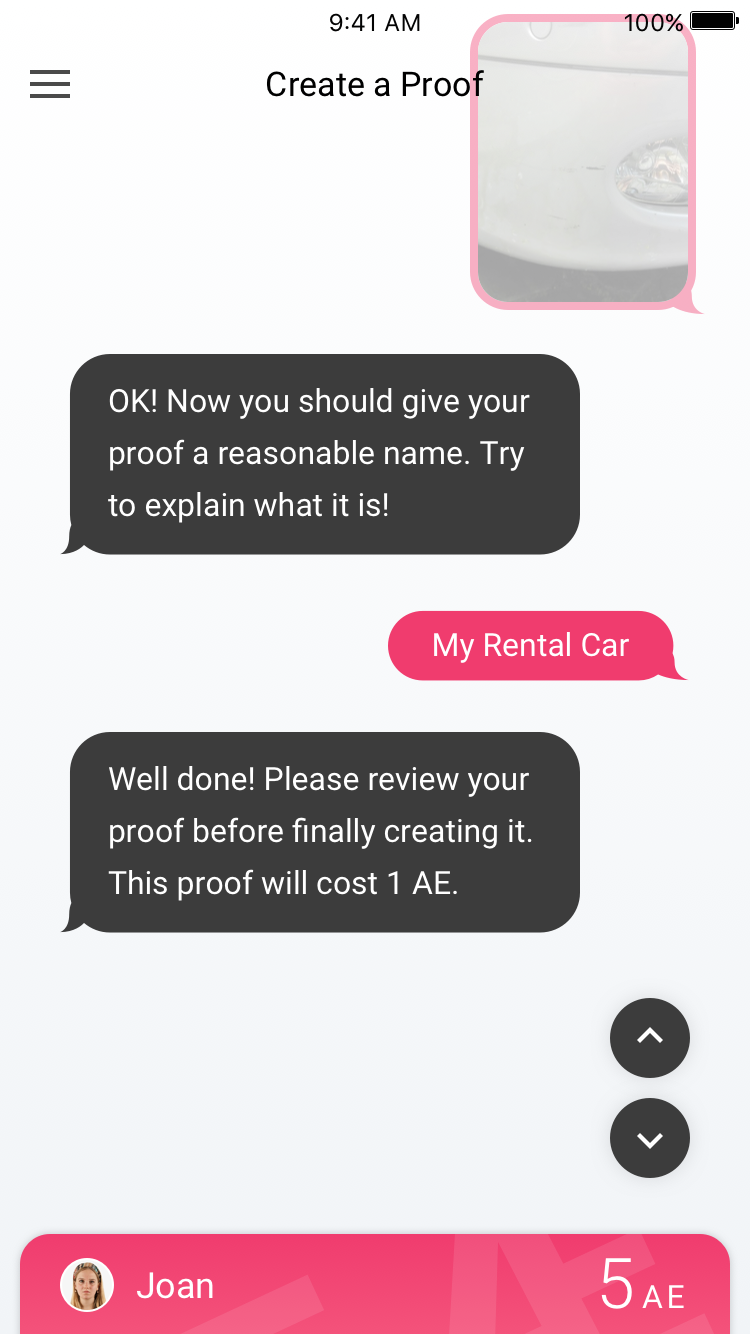 9:41 AM
100%
Create a Proof
OK! Now you should give your
proof a reasonable name. Try
to explain what it is!
My Rental Car
Well done! Please review your
proof before finally creating it.
This proof will cost 1 AE.
Joan
5 AE